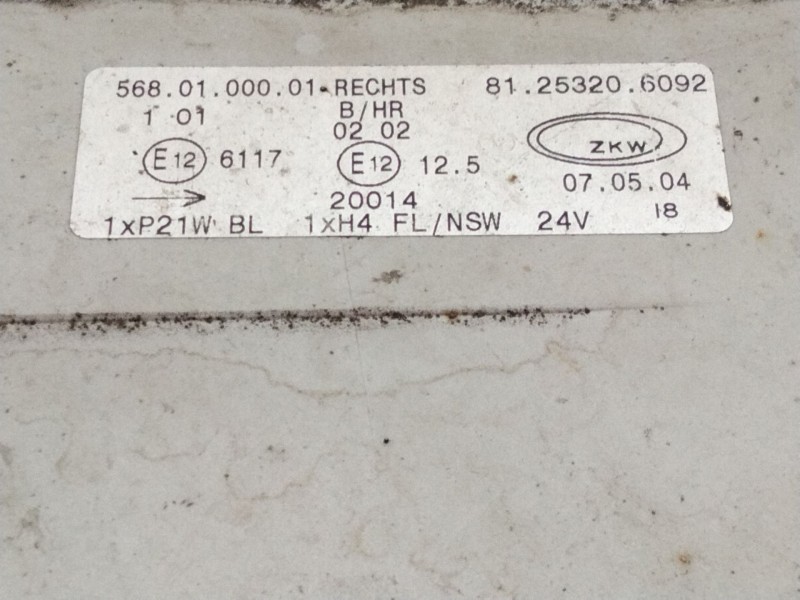 568.01.000.01-RECHTS 81.25320.6092
1 01 B/HR
02 02
E12 6117 E12 12.5 ZKW
07.05.04
→ 20014
18
1xP21W BL 1xH4 FL/NSW 24V